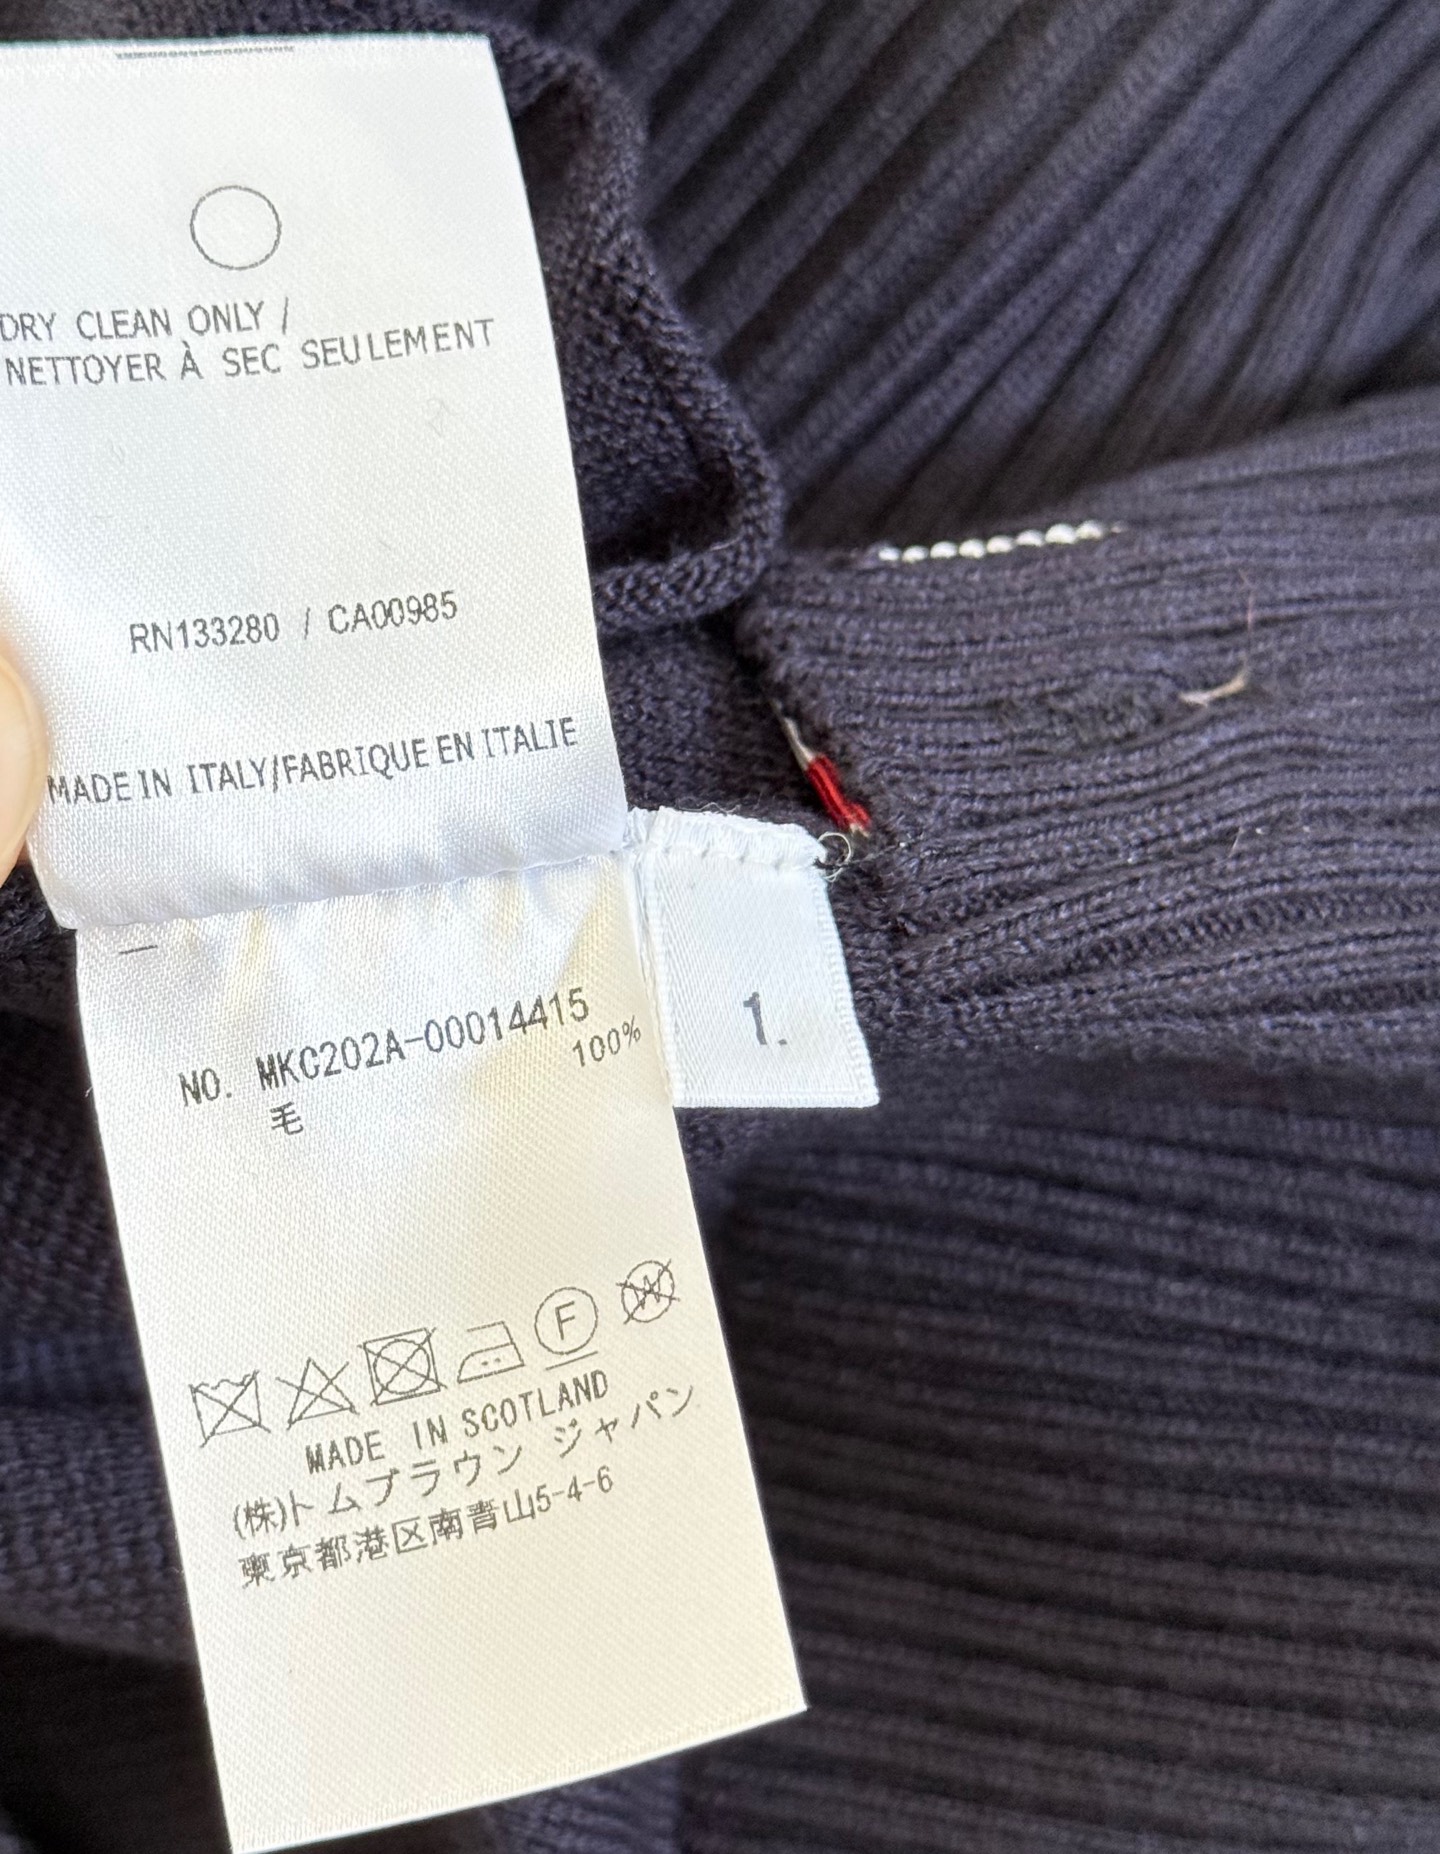 DRY CLEAN ONLY /
NETTOYER À SEC SEULEMENT
RN133280 / CA00985
MADE IN ITALY/FABRIQUE EN ITALIE
NO. MKC202A-00014415
毛 100%
1.
F W
MADE IN SCOTLAND
(株)トムブラウン ジャパン
東京都港区南青山5-4-6